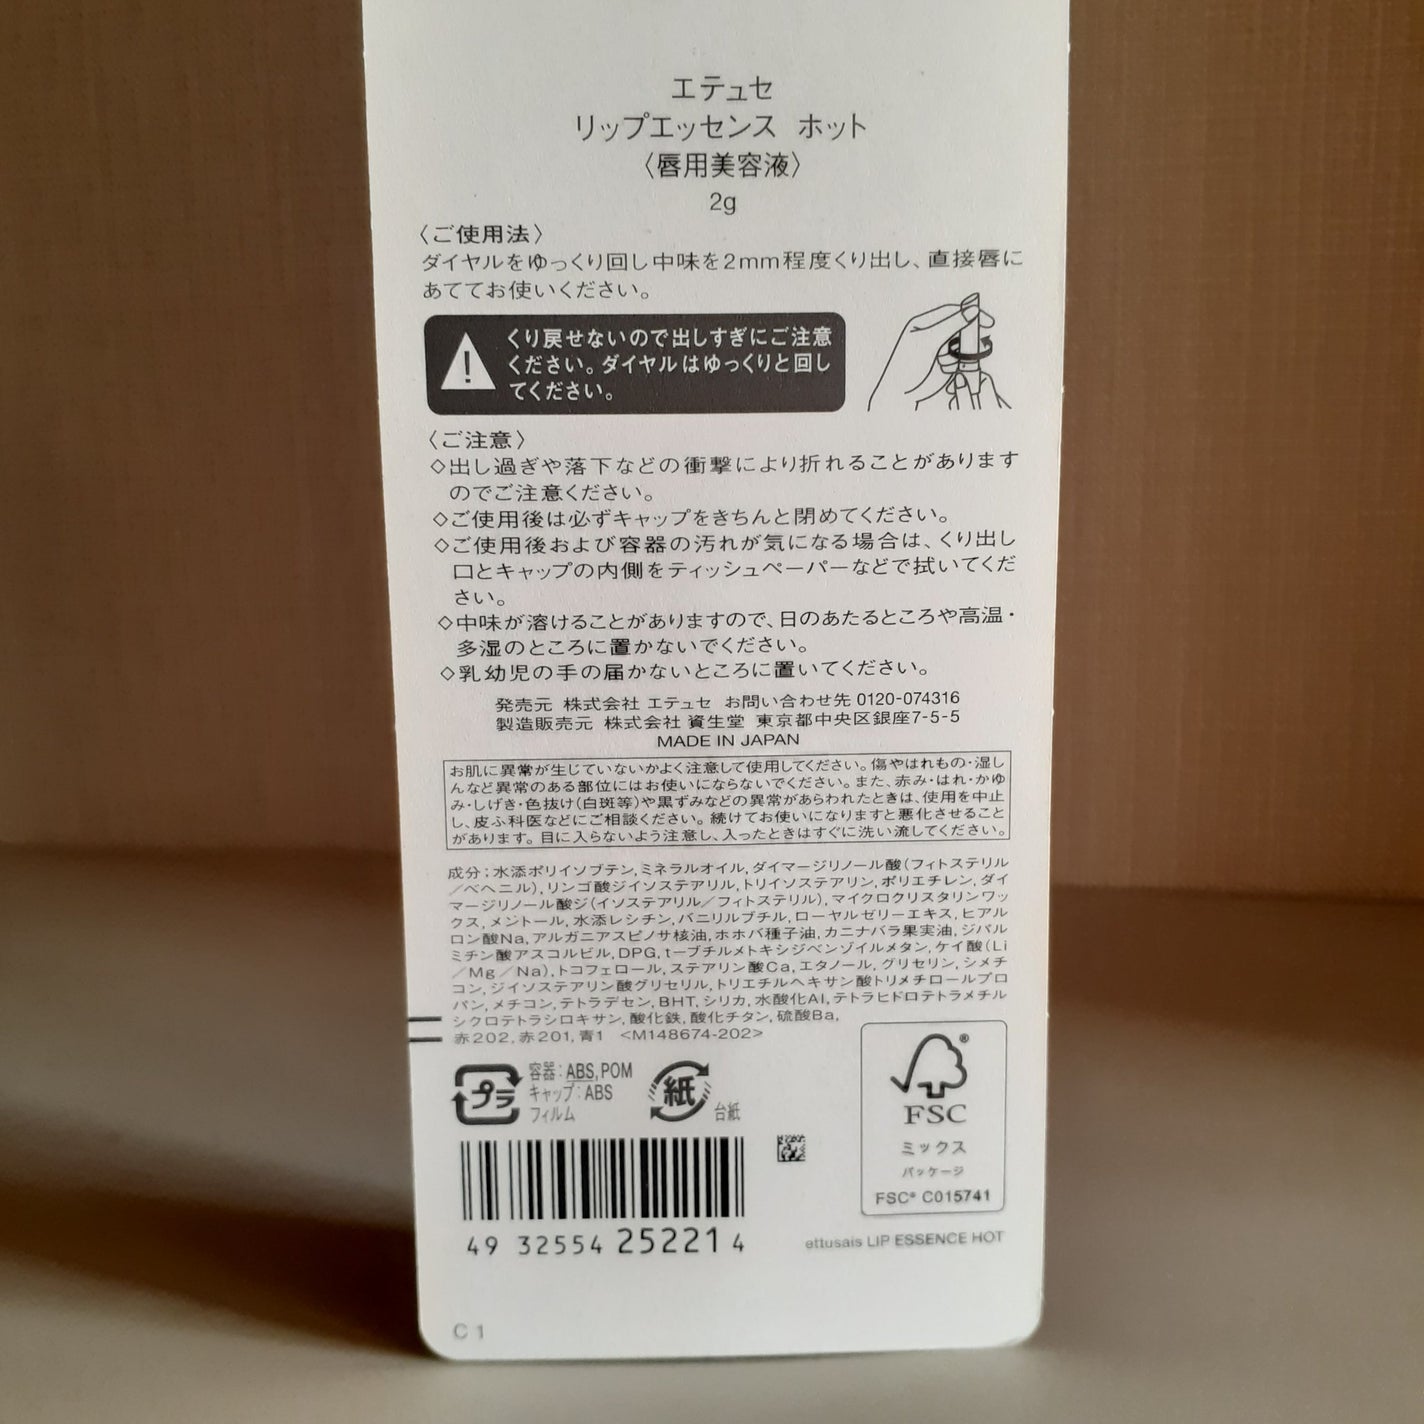 エテュセ
リップエッセンス ホット
〈唇用美容液〉
2g
〈ご使用法〉
ダイヤルをゆっくり回し中味を2mm程度くり出し、直接唇に
あててお使いください。
くり戻せないので出しすぎにご注意
ください。ダイヤルはゆっくりと回し
てください。
〈ご注意〉
◇出し過ぎや落下などの衝撃により折れることがあります
のでご注意ください。
◇ご使用後は必ずキャップをきちんと閉めてください。
◇ご使用後および容器の汚れが気になる場合は、くり出し
口とキャップの内側をティッシュペーパーなどで拭いてくだ
さい。
◇中味が溶けることがありますので、日のあたるところや高温・
多湿のところに置かないでください。
◇乳幼児の手の届かないところに置いてください。
発売元 株式会社 エテュセ お問い合わせ先 0120-074316
製造販売元 株式会社 資生堂 東京都中央区銀座7-5-5
MADE IN JAPAN
お肌に異常が生じていないかよく注意して使用してください。傷やはれもの・湿し
んなど異常のある部位にはお使いにならないでください。また、赤み・はれ・かゆ
み・しげき・色抜け(白斑等)や黒ずみなどの異常があらわれたときは、使用を中止
し、皮ふ科医などにご相談ください。続けてお使いになりますと悪化させること
があります。目に入らないよう注意し、入ったときはすぐに洗い流してください。
成分:水添ポリイソブテン,ミネラルオイル,ダイマージリノール酸(フィトステリル
/ベヘニル),リンゴ酸ジイソステアリル,トリイソステアリン,ポリエチレン,ダイ
マージリノール酸ジ(イソステアリル/フィトステリル),マイクロクリスタリンワッ
クス,メントール,水添レシチン,バニリルブチル,ローヤルゼリーエキス,ヒアル
ロン酸Na,アルガニアスピノサ核油,ホホバ種子油,カニナバラ果実油,ジパル
ミチン酸アスコルビル,DPG,t-ブチルメトキシジベンゾイルメタン,ケイ酸(Li
/Mg/Na),トコフェロール,ステアリン酸Ca,エタノール,グリセリン,シメチ
コン,ジイソステアリン酸グリセリル,トリエチルヘキサン酸トリメチロールプロ
パン,メチコン,テトラデセン,BHT,シリカ,水酸化Al,テトラヒドロテトラメチル
シクロテトラシロキサン,酸化鉄,酸化チタン,硫酸Ba,
赤202,赤201,青1 <M148674-202>
プラ
容器:ABS,POM
キャップ:ABS
フィルム
紙
台紙
FSC
ミックス
パッケージ
FSC® C015741
49 32554 25221 4
ettusais LIP ESSENCE HOT
C 1